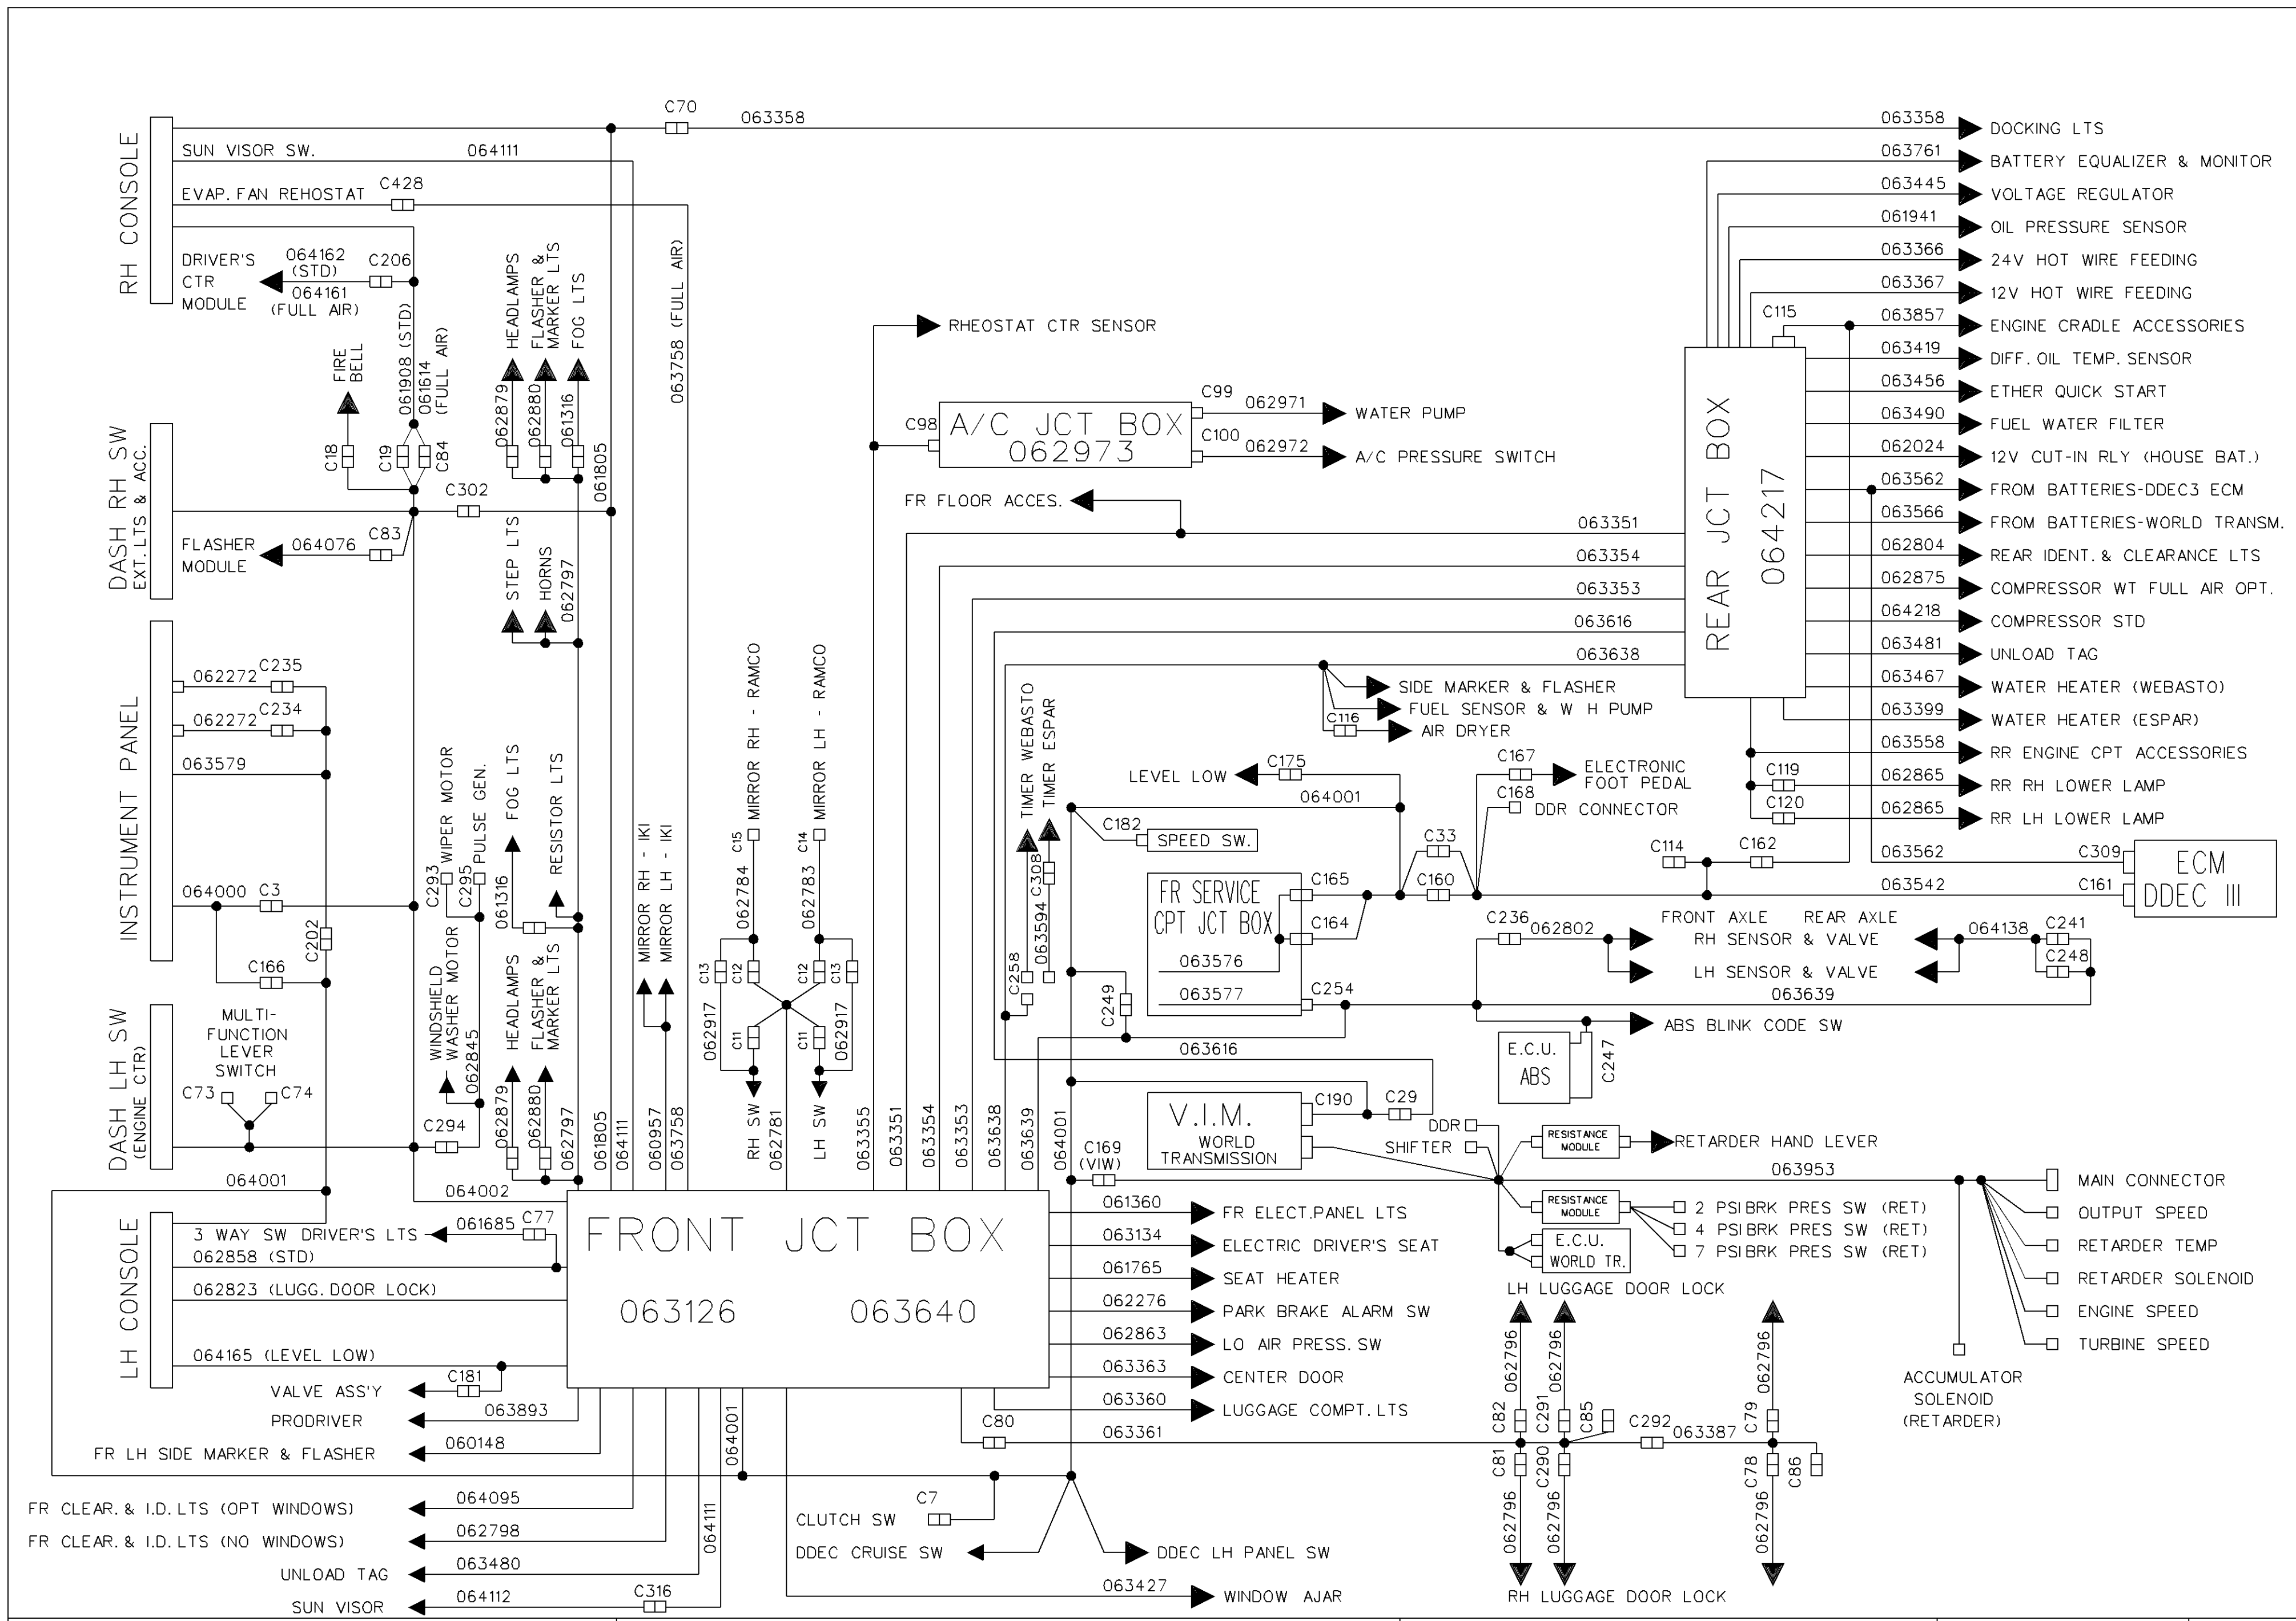 C70
063358
063358
DOCKING LTS
RH CONSOLE
SUN VISOR SW.
064111
063761
BATTERY EQUALIZER & MONITOR
EVAP. FAN REHOSTAT
C428
063445
VOLTAGE REGULATOR
061941
OIL PRESSURE SENSOR
DRIVER'S
CTR
MODULE
064162
(STD)
064161
(FULL AIR)
C206
063366
24V HOT WIRE FEEDING
063367
12V HOT WIRE FEEDING
C115
063857
ENGINE CRADLE ACCESSORIES
063419
DIFF. OIL TEMP. SENSOR
063456
ETHER QUICK START
063490
FUEL WATER FILTER
062024
12V CUT-IN RLY (HOUSE BAT.)
063562
FROM BATTERIES-DDEC3 ECM
063566
FROM BATTERIES-WORLD TRANSM.
062804
REAR IDENT. & CLEARANCE LTS
062875
COMPRESSOR WT FULL AIR OPT.
064218
COMPRESSOR STD
063481
UNLOAD TAG
063467
WATER HEATER (WEBASTO)
063399
WATER HEATER (ESPAR)
063558
RR ENGINE CPT ACCESSORIES
C119
062865
RR RH LOWER LAMP
C120
062865
RR LH LOWER LAMP
REAR JCT BOX
064217
FIRE
BELL
C18
061908 (STD)
061614
(FULL AIR)
C19
C84
HEADLAMPS
062879
FLASHER &
MARKER LTS
062880
FOG LTS
061316
061805
063758 (FULL AIR)
RHEOSTAT CTR SENSOR
C98
A/C JCT BOX
062973
C99
062971
WATER PUMP
C100
062972
A/C PRESSURE SWITCH
FR FLOOR ACCES.
063351
063354
063353
063616
063638
SIDE MARKER & FLASHER
FUEL SENSOR & W H PUMP
C116
AIR DRYER
DASH RH SW
EXT. LTS & ACC.
C302
FLASHER
MODULE
064076
C83
STEP LTS
HORNS
062797
INSTRUMENT PANEL
062272
C235
062272
C234
063579
064000
C3
C202
C166
WIPER MOTOR
C293
PULSE GEN.
C295
WINDSHIELD
WASHER MOTOR
062845
FOG LTS
061316
RESISTOR LTS
HEADLAMPS
062879
FLASHER &
MARKER LTS
062880
062797
061805
064111
060957
063758
MIRROR RH - IKI
MIRROR LH - IKI
MIRROR RH - RAMCO
C15
062784
MIRROR LH - RAMCO
C14
062783
C13
C12
C12
C13
062917
C11
C11
062917
RH SW
062781
LH SW
063355
063351
063354
063353
063638
063639
064001
TIMER WEBASTO
TIMER ESPAR
C258
063594
C308
LEVEL LOW
C175
064001
C182
SPEED SW.
C167
ELECTRONIC
FOOT PEDAL
C168
DDR CONNECTOR
C33
C160
C114
C162
063562
C309
ECM
DDEC III
063542
C161
FR SERVICE
CPT JCT BOX
C165
C164
063576
063577
C254
C249
C236
062802
FRONT AXLE
REAR AXLE
RH SENSOR & VALVE
LH SENSOR & VALVE
064138
C241
C248
063639
ABS BLINK CODE SW
E.C.U.
ABS
C247
063616
V.I.M.
WORLD
TRANSMISSION
C190
C29
DDR
SHIFTER
C169
(VIW)
RESISTANCE
MODULE
RETARDER HAND LEVER
063953
RESISTANCE
MODULE
2 PSI BRK PRES SW (RET)
4 PSI BRK PRES SW (RET)
7 PSI BRK PRES SW (RET)
E.C.U.
WORLD TR.
MAIN CONNECTOR
OUTPUT SPEED
RETARDER TEMP
RETARDER SOLENOID
ENGINE SPEED
TURBINE SPEED
ACCUMULATOR
SOLENOID
(RETARDER)
DASH LH SW
(ENGINE CTR)
MULTI-
FUNCTION
LEVER
SWITCH
C73
C74
C294
064001
064002
LH CONSOLE
3 WAY SW DRIVER'S LTS
061685
C77
062858 (STD)
062823 (LUGG. DOOR LOCK)
064165 (LEVEL LOW)
VALVE ASS'Y
C181
PRODRIVER
063893
FR LH SIDE MARKER & FLASHER
060148
FRONT JCT BOX
063126
063640
061360
FR ELECT. PANEL LTS
063134
ELECTRIC DRIVER'S SEAT
061765
SEAT HEATER
062276
PARK BRAKE ALARM SW
062863
LO AIR PRESS. SW
063363
CENTER DOOR
063360
LUGGAGE COMPT. LTS
C80
063361
LH LUGGAGE DOOR LOCK
062796
062796
062796
C82
C291
C85
C292
063387
C79
C81
C290
C78
C86
062796
062796
062796
RH LUGGAGE DOOR LOCK
064001
064111
FR CLEAR. & I.D. LTS (OPT WINDOWS)
064095
FR CLEAR. & I.D. LTS (NO WINDOWS)
062798
UNLOAD TAG
063480
SUN VISOR
064112
C316
C7
CLUTCH SW
DDEC CRUISE SW
DDEC LH PANEL SW
063427
WINDOW AJAR